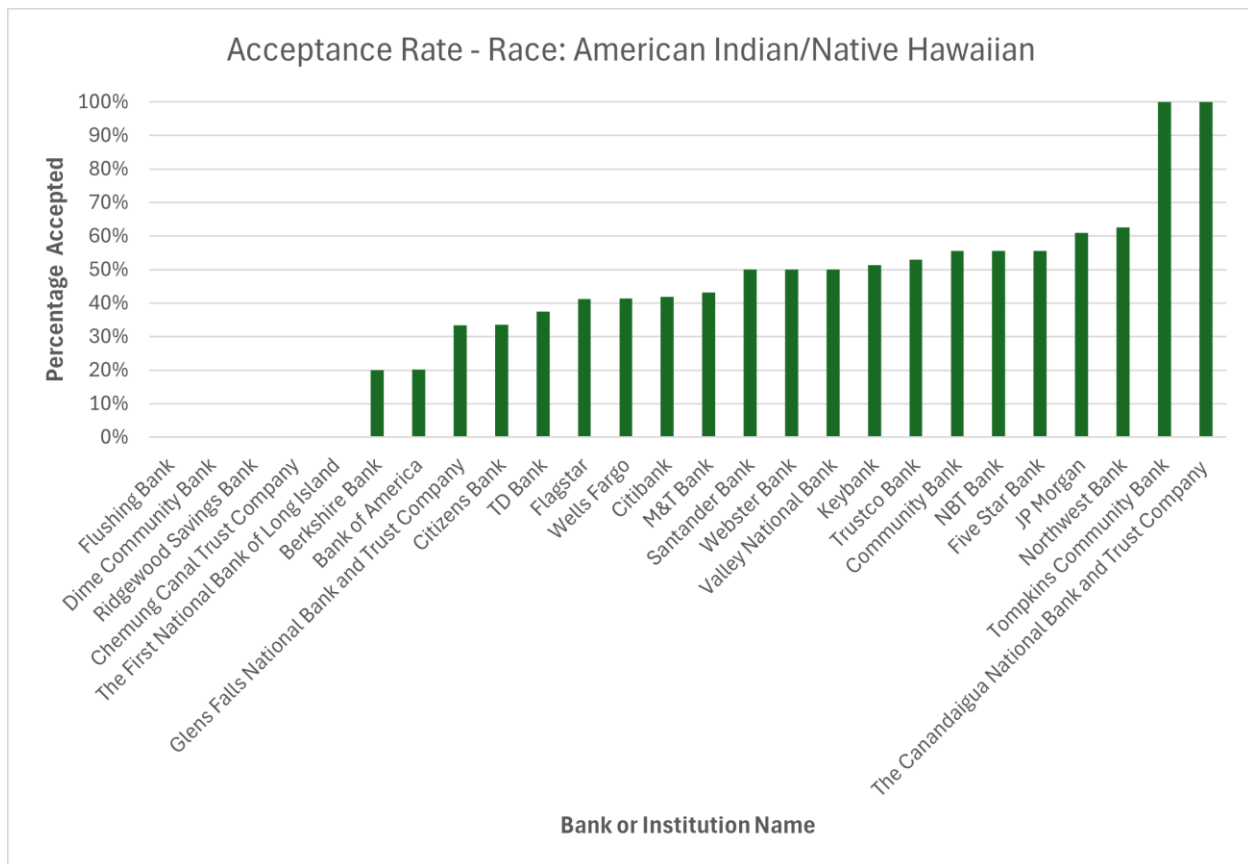 Acceptance Rate - Race: American Indian/Native Hawaiian
Percentage Accepted
100%
90%
80%
70%
60%
50%
40%
30%
20%
10%
0%
Flushing Bank
Dime Community Bank
Ridgewood Savings Bank
Chemung Canal Trust Company
The First National Bank of Long Island
Berkshire Bank
Bank of America
Glens Falls National Bank and Trust Company
Citizens Bank
TD Bank
Flagstar
Wells Fargo
Citibank
M&T Bank
Santander Bank
Webster Bank
Valley National Bank
Keybank
Trustco Bank
Community Bank
NBT Bank
Five Star Bank
JP Morgan
Northwest Bank
Tompkins Community Bank
The Canandaigua National Bank and Trust Company
Bank or Institution Name